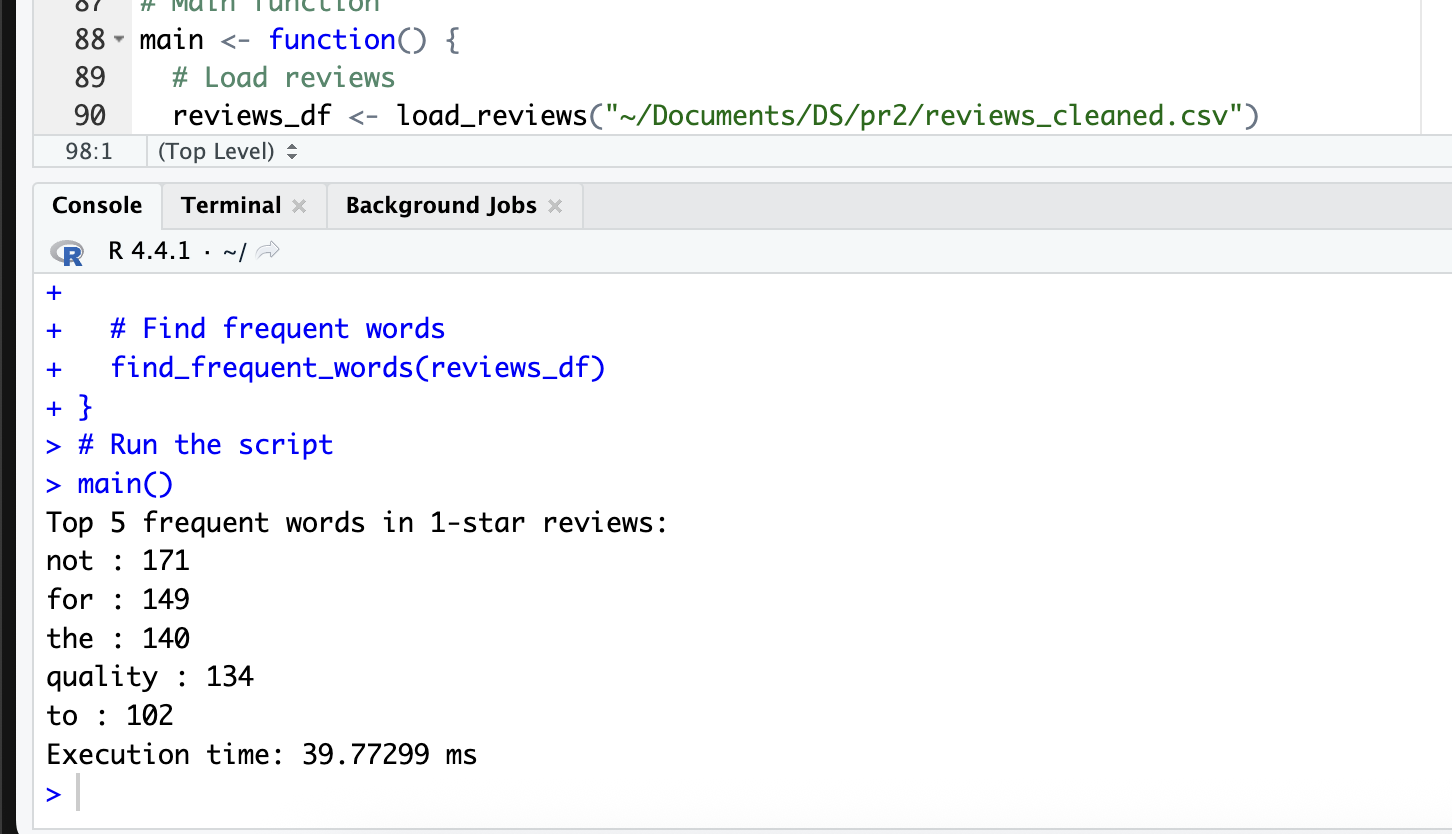 87 # Main function
88 main <- function() {
89 # Load reviews
90 reviews_df <- load_reviews("~/Documents/DS/pr2/reviews_cleaned.csv")
98:1 (Top Level)
Console Terminal Background Jobs
R R 4.4.1 · ~/
+
+ # Find frequent words
+ find_frequent_words(reviews_df)
+ }
> # Run the script
> main()
Top 5 frequent words in 1-star reviews:
not : 171
for : 149
the : 140
quality : 134
to : 102
Execution time: 39.77299 ms
>